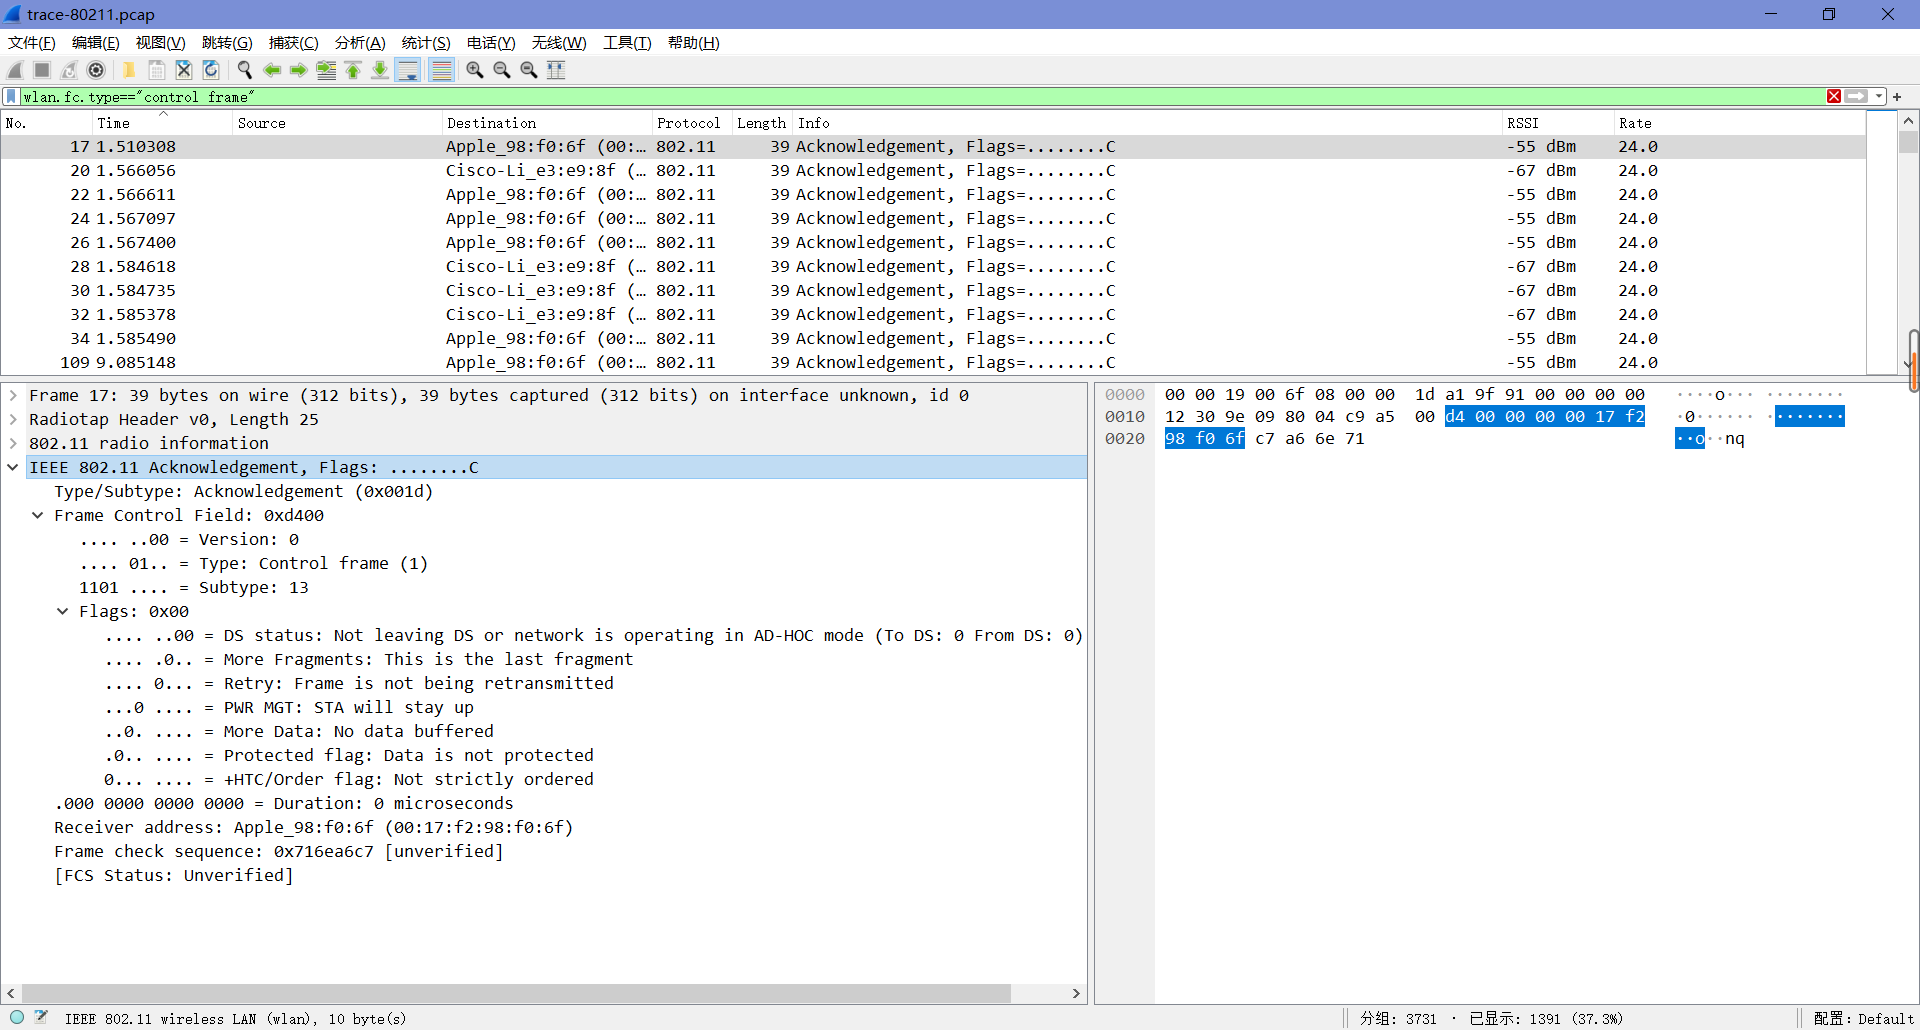 trace-80211.pcap
文件(F) 编辑(E) 视图(V) 跳转(G) 捕获(C) 分析(A) 统计(S) 电话(Y) 无线(W) 工具(T) 帮助(H)
wlan.fc.type=="control frame"
No. Time Source Destination Protocol Length Info RSSI Rate
17 1.510308 Apple_98:f0:6f (00:… 802.11 39 Acknowledgement, Flags=........C -55 dBm 24.0
20 1.566056 Cisco-Li_e3:e9:8f (… 802.11 39 Acknowledgement, Flags=........C -67 dBm 24.0
22 1.566611 Apple_98:f0:6f (00:… 802.11 39 Acknowledgement, Flags=........C -55 dBm 24.0
24 1.567097 Apple_98:f0:6f (00:… 802.11 39 Acknowledgement, Flags=........C -55 dBm 24.0
26 1.567400 Apple_98:f0:6f (00:… 802.11 39 Acknowledgement, Flags=........C -55 dBm 24.0
28 1.584618 Cisco-Li_e3:e9:8f (… 802.11 39 Acknowledgement, Flags=........C -67 dBm 24.0
30 1.584735 Cisco-Li_e3:e9:8f (… 802.11 39 Acknowledgement, Flags=........C -67 dBm 24.0
32 1.585378 Cisco-Li_e3:e9:8f (… 802.11 39 Acknowledgement, Flags=........C -67 dBm 24.0
34 1.585490 Apple_98:f0:6f (00:… 802.11 39 Acknowledgement, Flags=........C -55 dBm 24.0
109 9.085148 Apple_98:f0:6f (00:… 802.11 39 Acknowledgement, Flags=........C -55 dBm 24.0
Frame 17: 39 bytes on wire (312 bits), 39 bytes captured (312 bits) on interface unknown, id 0
Radiotap Header v0, Length 25
802.11 radio information
IEEE 802.11 Acknowledgement, Flags: ........C
Type/Subtype: Acknowledgement (0x001d)
Frame Control Field: 0xd400
.... ..00 = Version: 0
.... 01.. = Type: Control frame (1)
1101 .... = Subtype: 13
Flags: 0x00
.... ..00 = DS status: Not leaving DS or network is operating in AD-HOC mode (To DS: 0 From DS: 0)
.... .0.. = More Fragments: This is the last fragment
.... 0... = Retry: Frame is not being retransmitted
...0 .... = PWR MGT: STA will stay up
..0. .... = More Data: No data buffered
.0.. .... = Protected flag: Data is not protected
0... .... = +HTC/Order flag: Not strictly ordered
.000 0000 0000 0000 = Duration: 0 microseconds
Receiver address: Apple_98:f0:6f (00:17:f2:98:f0:6f)
Frame check sequence: 0x716ea6c7 [unverified]
[FCS Status: Unverified]
0000 00 00 19 00 6f 08 00 00 1d a1 9f 91 00 00 00 00 ····o··· ········
0010 12 30 9e 09 80 04 c9 a5 00 d4 00 00 00 00 17 f2 ·0······ ········
0020 98 f0 6f c7 a6 6e 71 ··o··nq
IEEE 802.11 wireless LAN (wlan), 10 byte(s) 分组: 3731 · 已显示: 1391 (37.3%) 配置: Default